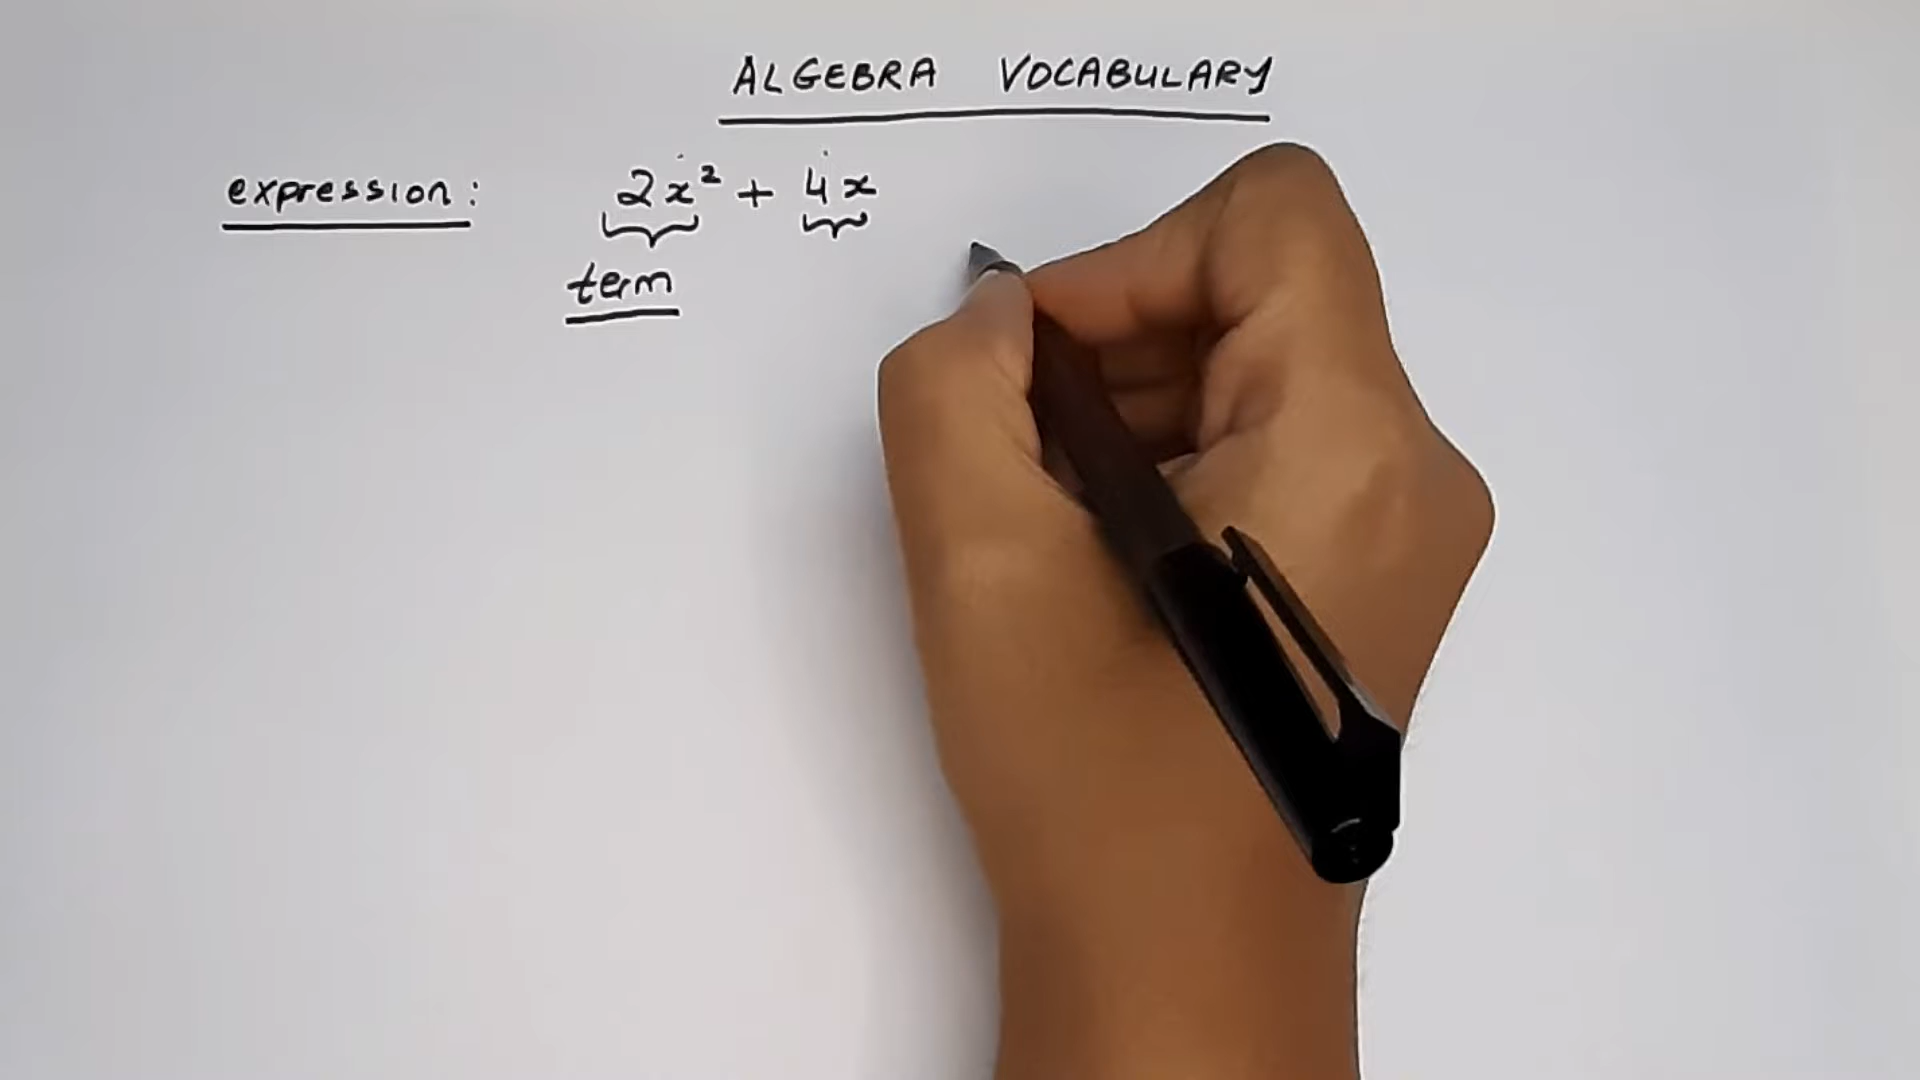 ALGEBRA VOCABULARY
expression: 2x² + 4x
term